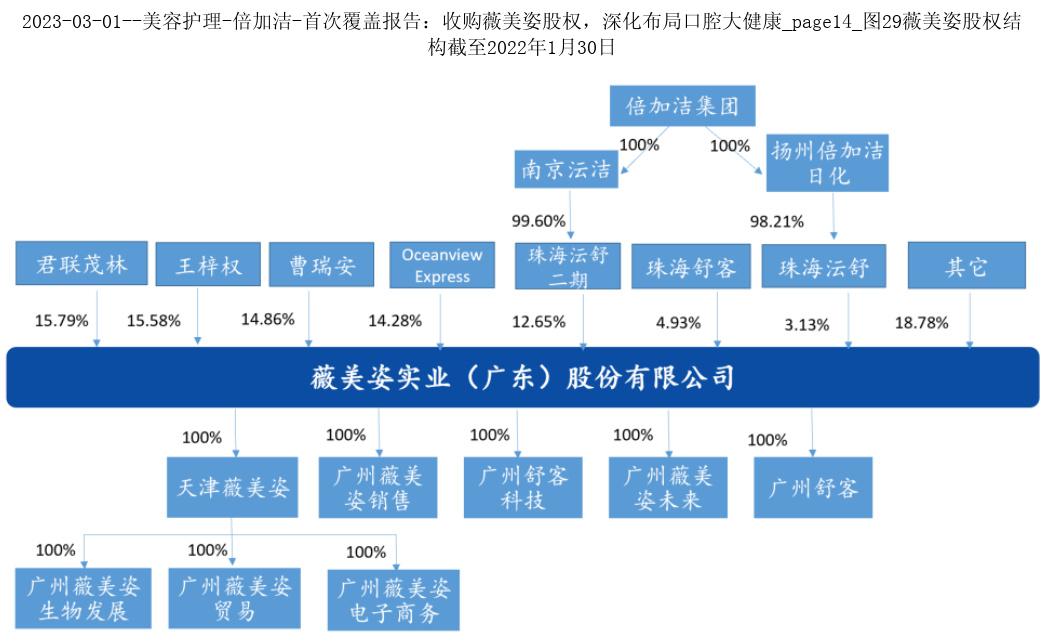 2023-03-01--美容护理-倍加洁-首次覆盖报告：收购薇美姿股权，深化布局口腔大健康_page14_图29薇美姿股权结
构截至2022年1月30日
倍加洁集团
100%
100%
南京沄洁
扬州倍加洁
日化
99.60%
98.21%
君联茂林
王梓权
曹瑞安
Oceanview
Express
珠海沄舒
二期
珠海舒客
珠海沄舒
其它
15.79%
15.58%
14.86%
14.28%
12.65%
4.93%
3.13%
18.78%
薇美姿实业（广东）股份有限公司
100%
100%
100%
100%
100%
天津薇美姿
广州薇美
姿销售
广州舒客
科技
广州薇美
姿未来
广州舒客
100%
100%
100%
广州薇美姿
生物发展
广州薇美姿
贸易
广州薇美姿
电子商务